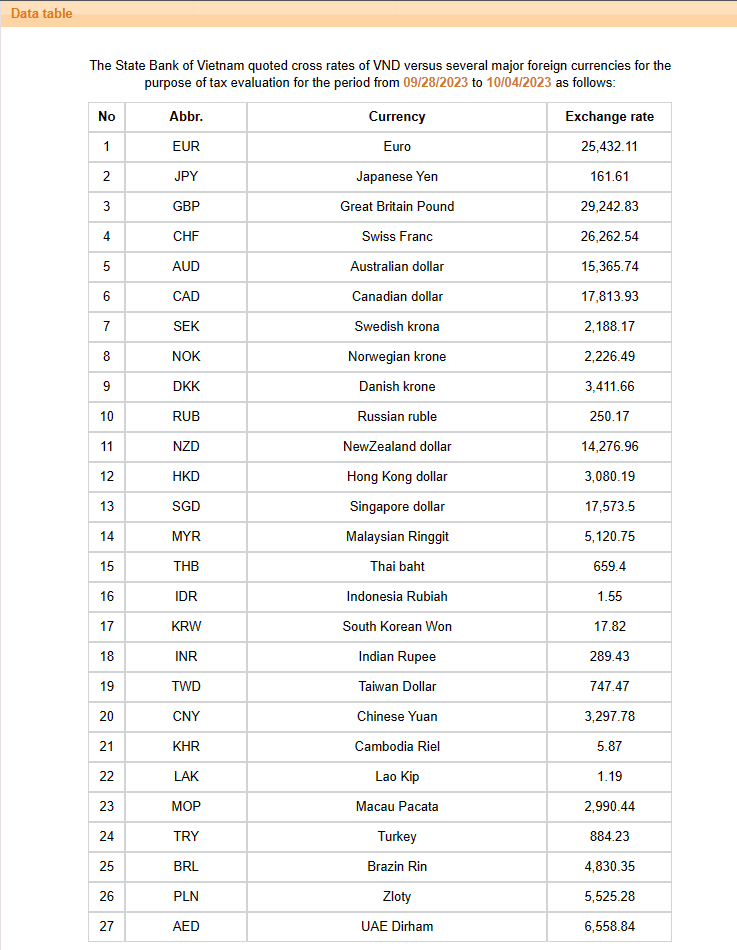 Data table
The State Bank of Vietnam quoted cross rates of VND versus several major foreign currencies for the
purpose of tax evaluation for the period from 09/28/2023 to 10/04/2023 as follows:
No Abbr. Currency Exchange rate
1 EUR Euro 25,432.11
2 JPY Japanese Yen 161.61
3 GBP Great Britain Pound 29,242.83
4 CHF Swiss Franc 26,262.54
5 AUD Australian dollar 15,365.74
6 CAD Canadian dollar 17,813.93
7 SEK Swedish krona 2,188.17
8 NOK Norwegian krone 2,226.49
9 DKK Danish krone 3,411.66
10 RUB Russian ruble 250.17
11 NZD NewZealand dollar 14,276.96
12 HKD Hong Kong dollar 3,080.19
13 SGD Singapore dollar 17,573.5
14 MYR Malaysian Ringgit 5,120.75
15 THB Thai baht 659.4
16 IDR Indonesia Rubiah 1.55
17 KRW South Korean Won 17.82
18 INR Indian Rupee 289.43
19 TWD Taiwan Dollar 747.47
20 CNY Chinese Yuan 3,297.78
21 KHR Cambodia Riel 5.87
22 LAK Lao Kip 1.19
23 MOP Macau Pacata 2,990.44
24 TRY Turkey 884.23
25 BRL Brazin Rin 4,830.35
26 PLN Zloty 5,525.28
27 AED UAE Dirham 6,558.84